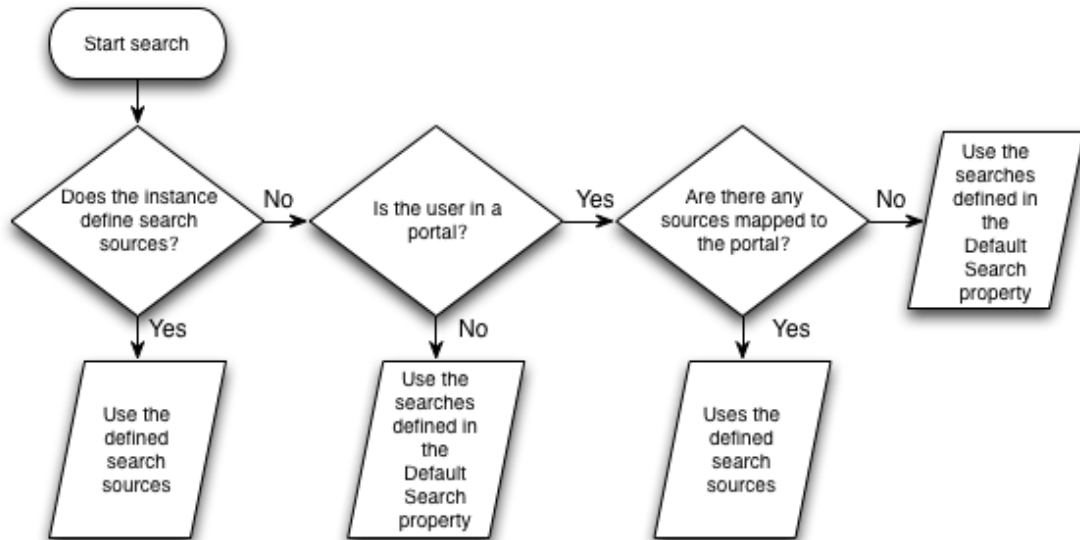 Start search
Does the instance
define search
sources?
No
Yes
Use the
defined
search
sources
Is the user in a
portal?
Yes
No
Use the
searches
defined in
the
Default
Search
property
Are there any
sources mapped to
the portal?
No
Yes
Uses the
defined
search
sources
Use the
searches
defined in
the
Default
Search
property